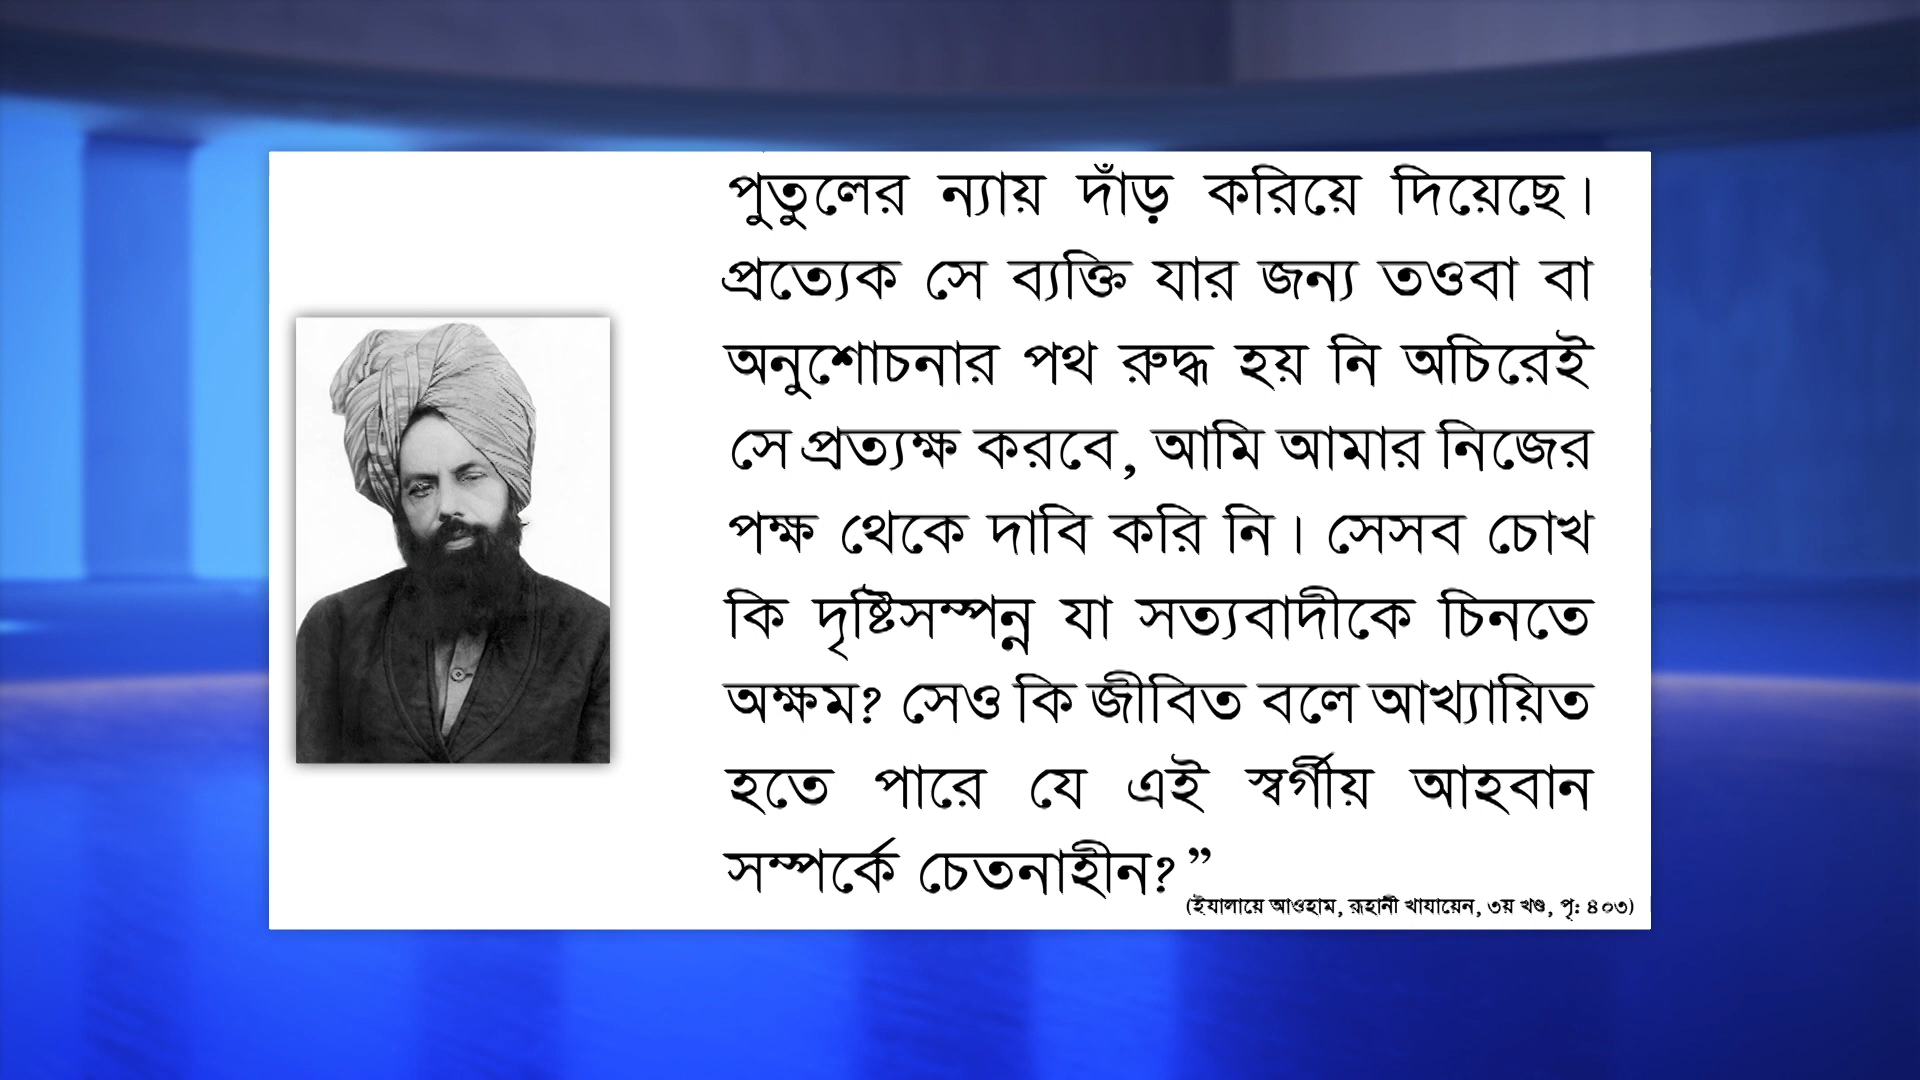 পুতুলের ন্যায় দাঁড় করিয়ে দিয়েছে।
প্রত্যেক সে ব্যক্তি যার জন্য তওবা বা
অনুশোচনার পথ রুদ্ধ হয় নি অচিরেই
সে প্রত্যক্ষ করবে, আমি আমার নিজের
পক্ষ থেকে দাবি করি নি। সেসব চোখ
কি দৃষ্টিসম্পন্ন যা সত্যবাদীকে চিনতে
অক্ষম? সেও কি জীবিত বলে আখ্যায়িত
হতে পারে যে এই স্বর্গীয় আহবান
সম্পর্কে চেতনাহীন?”
(ইযালায়ে আওহাম, রূহানী খাযায়েন, ৩য় খণ্ড, পৃ: ৪০৩)